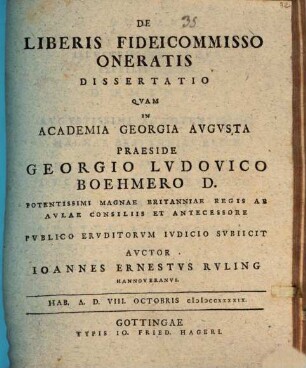 35
DE
LIBERIS FIDEICOMMISSO
ONERATIS
DISSERTATIO
QVAM
IN
ACADEMIA GEORGIA AVGVSTA
PRAESIDE
GEORGIO LVDOVICO
BOEHMERO D.
POTENTISSIMI MAGNAE BRITANNIAE REGIS AB
AVLAE CONSILIIS ET ANTECESSORE
PVBLICO ERVDITORVM IVDICIO SVBIICIT
AVCTOR
IOANNES ERNESTVS RVLING
HANNOVERANVS.
HAB. A. D. VIII. OCTOBRIS cIɔIɔccxxxxix.
GOTTINGAE
TYPIS IO. FRIED. HAGERI.